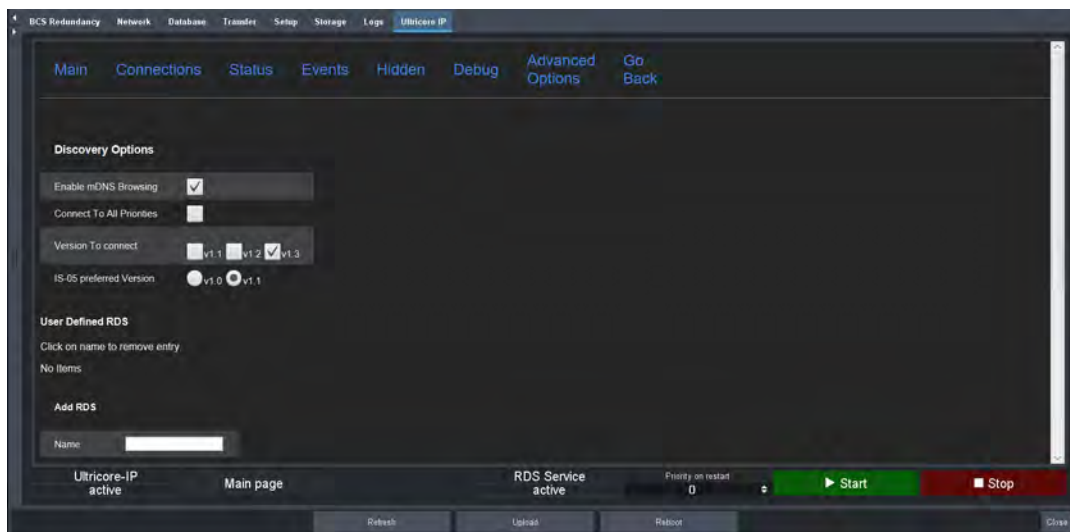 BCS Redundancy Network Database Transfer Setup Storage Logs Ultricore IP
Main Connections Status Events Hidden Debug Advanced Options Go Back
Discovery Options
Enable mDNS Browsing
Connect To All Priorities
Version To connect v1.1 v1.2 v1.3
IS-05 preferred Version v1.0 v1.1
User Defined RDS
Click on name to remove entry
No Items
Add RDS
Name
Ultricore-IP active Main page RDS Service active Priority on restart 0 Start Stop
Refresh Upload Reboot Close